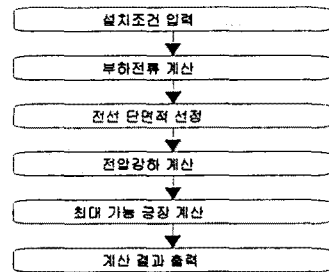 설치조건 입력
부하전류 계산
전선 단면적 선정
전압강하 계산
최대 가능 긍장 계산
계산 결과 출력